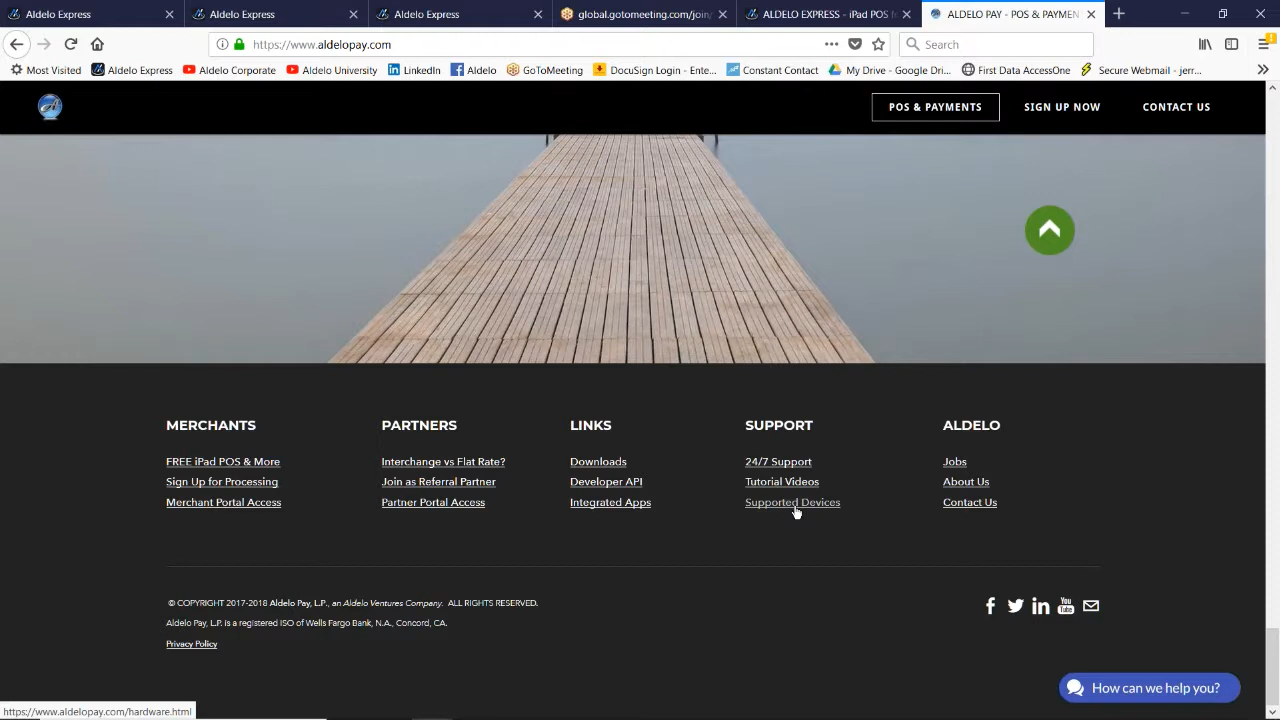 Aldelo Express
Aldelo Express
Aldelo Express
global.gotomeeting.com/join/
ALDELO EXPRESS - iPad POS
ALDELO PAY - POS & PAYMEN
https://www.aldelopay.com
Search
Most Visited
Aldelo Express
Aldelo Corporate
Aldelo University
LinkedIn
Aldelo
GoToMeeting
DocuSign Login - Ente...
Constant Contact
My Drive - Google Dri...
First Data AccessOne
Secure Webmail - jerr...
POS & PAYMENTS
SIGN UP NOW
CONTACT US
MERCHANTS
FREE iPad POS & More
Sign Up for Processing
Merchant Portal Access
PARTNERS
Interchange vs Flat Rate?
Join as Referral Partner
Partner Portal Access
LINKS
Downloads
Developer API
Integrated Apps
SUPPORT
24/7 Support
Tutorial Videos
Supported Devices
ALDELO
Jobs
About Us
Contact Us
© COPYRIGHT 2017-2018 Aldelo Pay, L.P., an Aldelo Ventures Company. ALL RIGHTS RESERVED.
Aldelo Pay, L.P. is a registered ISO of Wells Fargo Bank, N.A., Concord, CA.
Privacy Policy
You Tube
How can we help you?
https://www.aldelopay.com/hardware.html